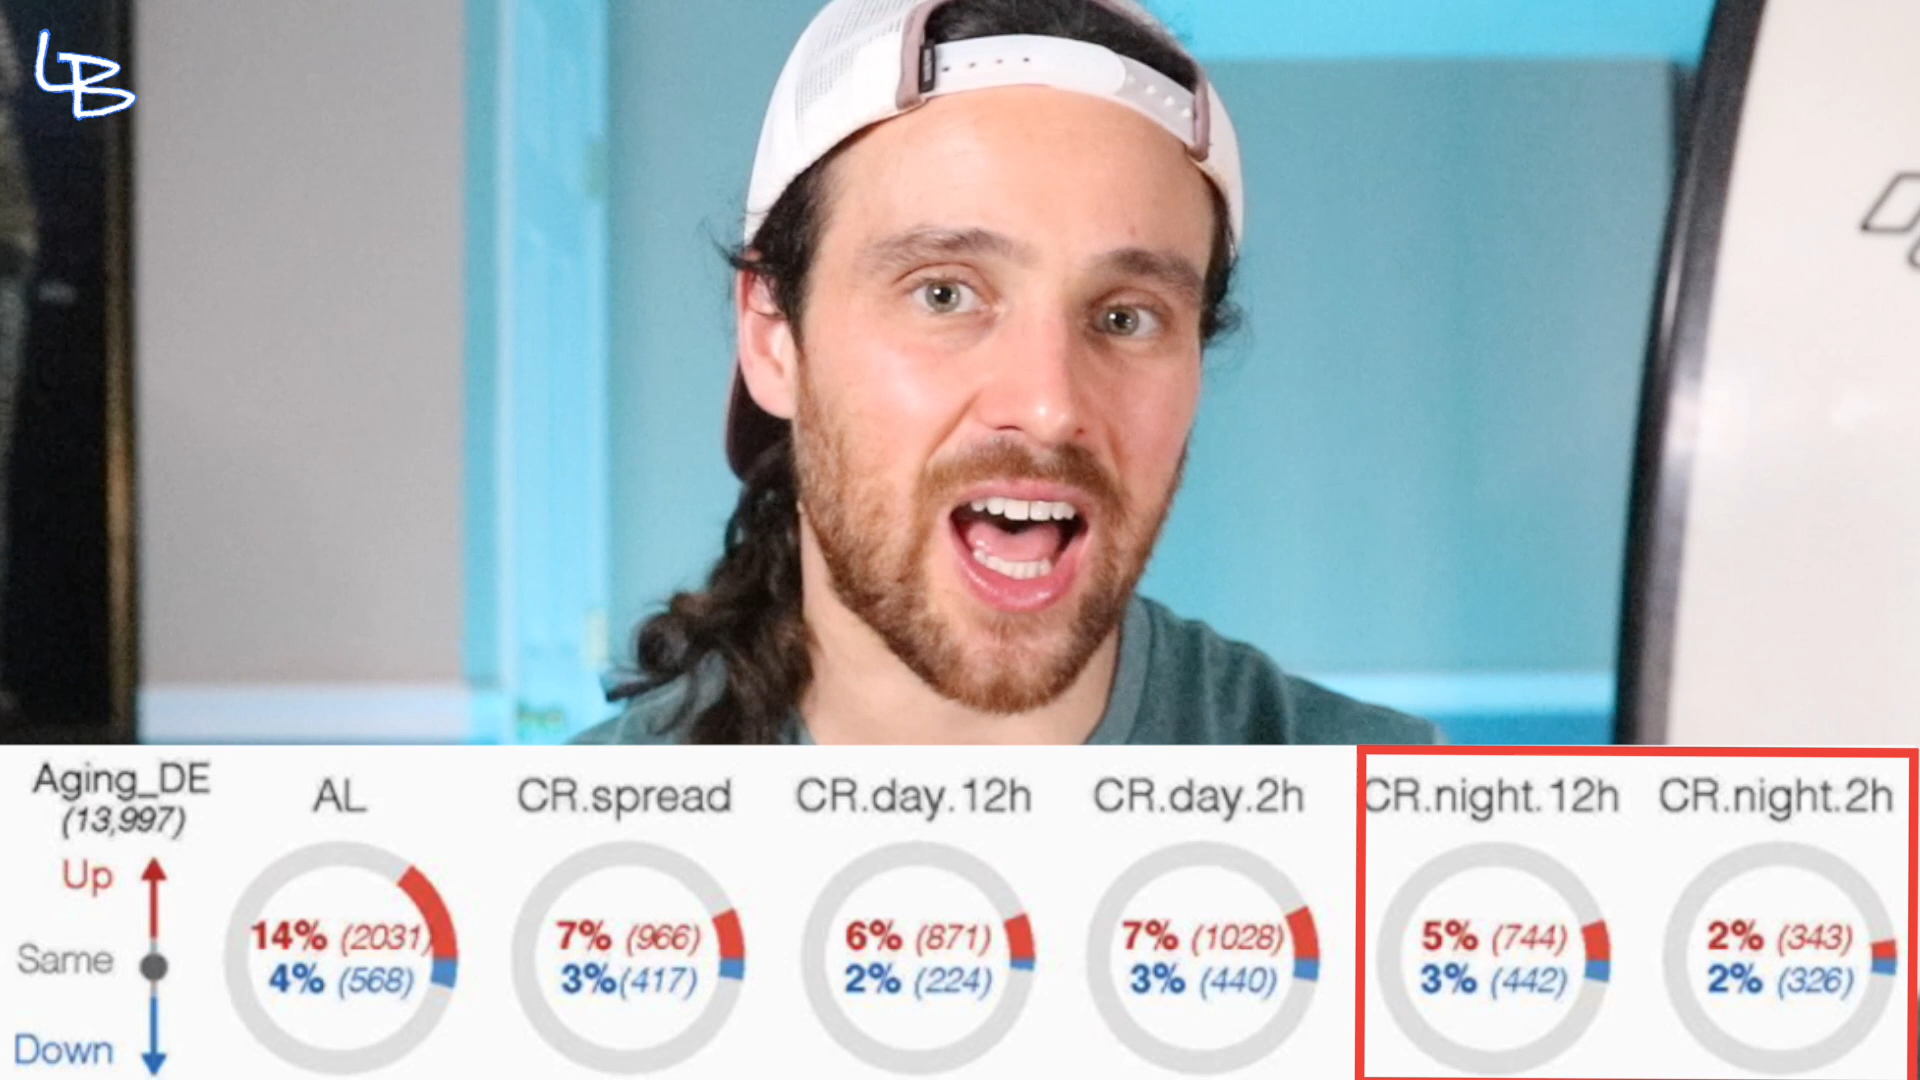 LB
Aging_DE
(13,997)
Up
Same
Down
AL
14% (2031)
4% (568)
CR.spread
7% (966)
3%(417)
CR.day.12h
6% (871)
2% (224)
CR.day.2h
7% (1028)
3% (440)
CR.night.12h
5% (744)
3% (442)
CR.night.2h
2% (343)
2% (326)